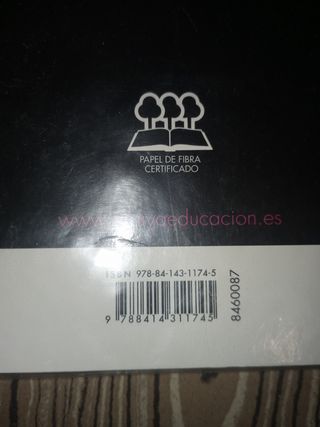 PAPEL DE FIBRA
CERTIFICADO
ISBN 978-84-143-1174-5
9 788414 311745
8460087